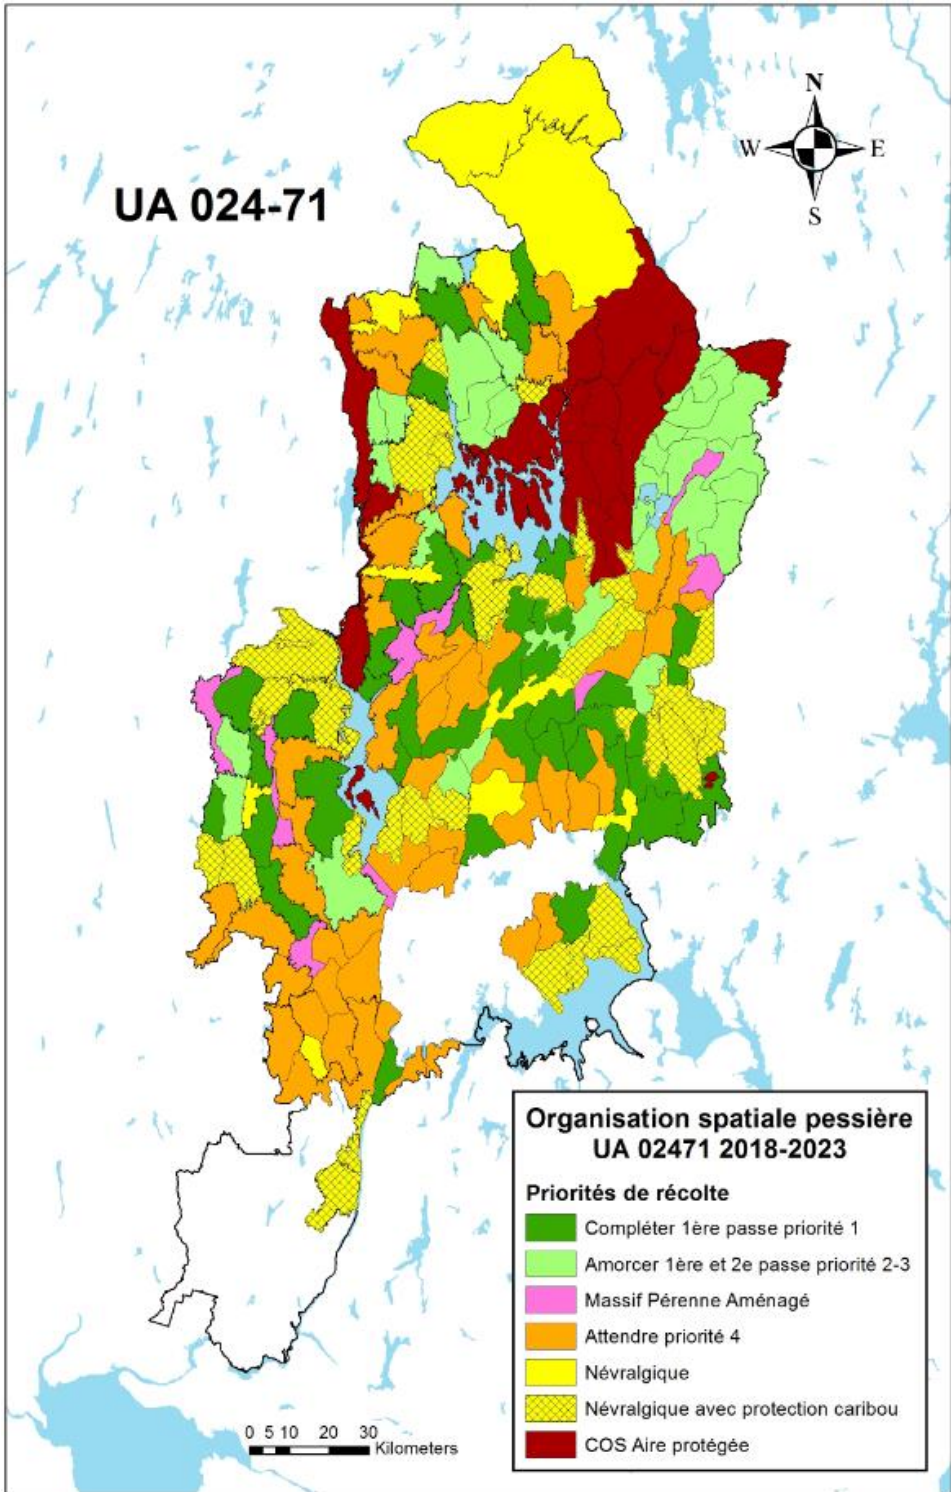 N
W E
S
UA 024-71
Organisation spatiale pessière
UA 02471 2018-2023
Priorités de récolte
Compléter 1ère passe priorité 1
Amorcer 1ère et 2e passe priorité 2-3
Massif Pérenne Aménagé
Attendre priorité 4
Névralgique
Névralgique avec protection caribou
COS Aire protégée
0 5 10 20 30
Kilometers